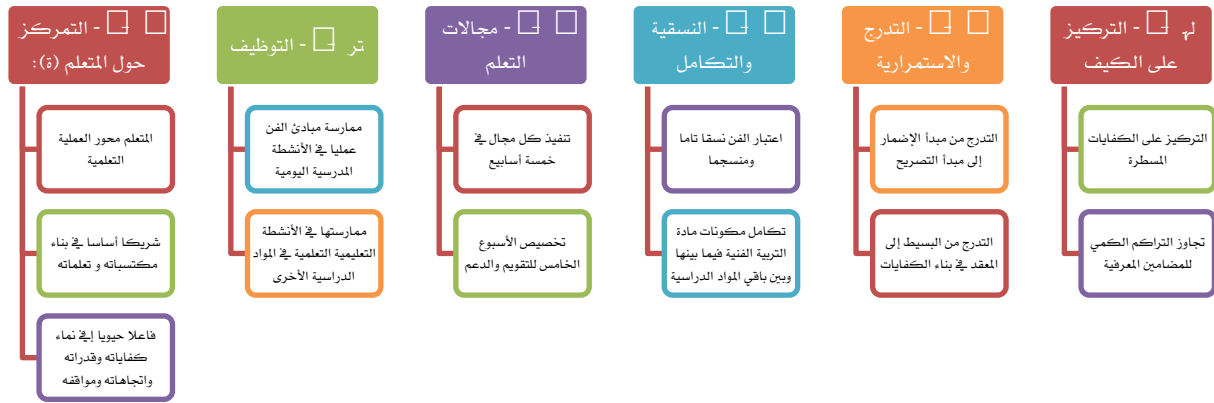 - التركيز
على الكيف
التركيز على الكفايات
المسطرة
تجاوز التراكم الكمي
للمضامين المعرفية
- التدرج
والاستمرارية
التدرج من مبدأ الإضمار
إلى مبدأ التصريح
التدرج من البسيط إلى
المعقد في بناء الكفايات
- النسقية
والتكامل
اعتبار الفن نسقا تاما
ومنسجما
تكامل مكونات مادة
التربية الفنية فيما بينها
وبين باقي المواد الدراسية
- مجالات
التعلم
تنفيذ كل مجال في
خمسة أسابيع
تخصيص الأسبوع
الخامس للتقويم والدعم
- التوظيف
ممارسة مبادئ الفن
عمليا في الأنشطة
المدرسية اليومية
ممارستها في الأنشطة
التعليمية التعلمية في المواد
الدراسية الأخرى
- التمركز
حول المتعلم (ة):
المتعلم محور العملية
التعلمية
شريكا أساسا في بناء
مكتسباته و تعلماته
فاعلا حيويا إفي نماء
كفاياته وقدراته
واتجاهاته ومواقفه